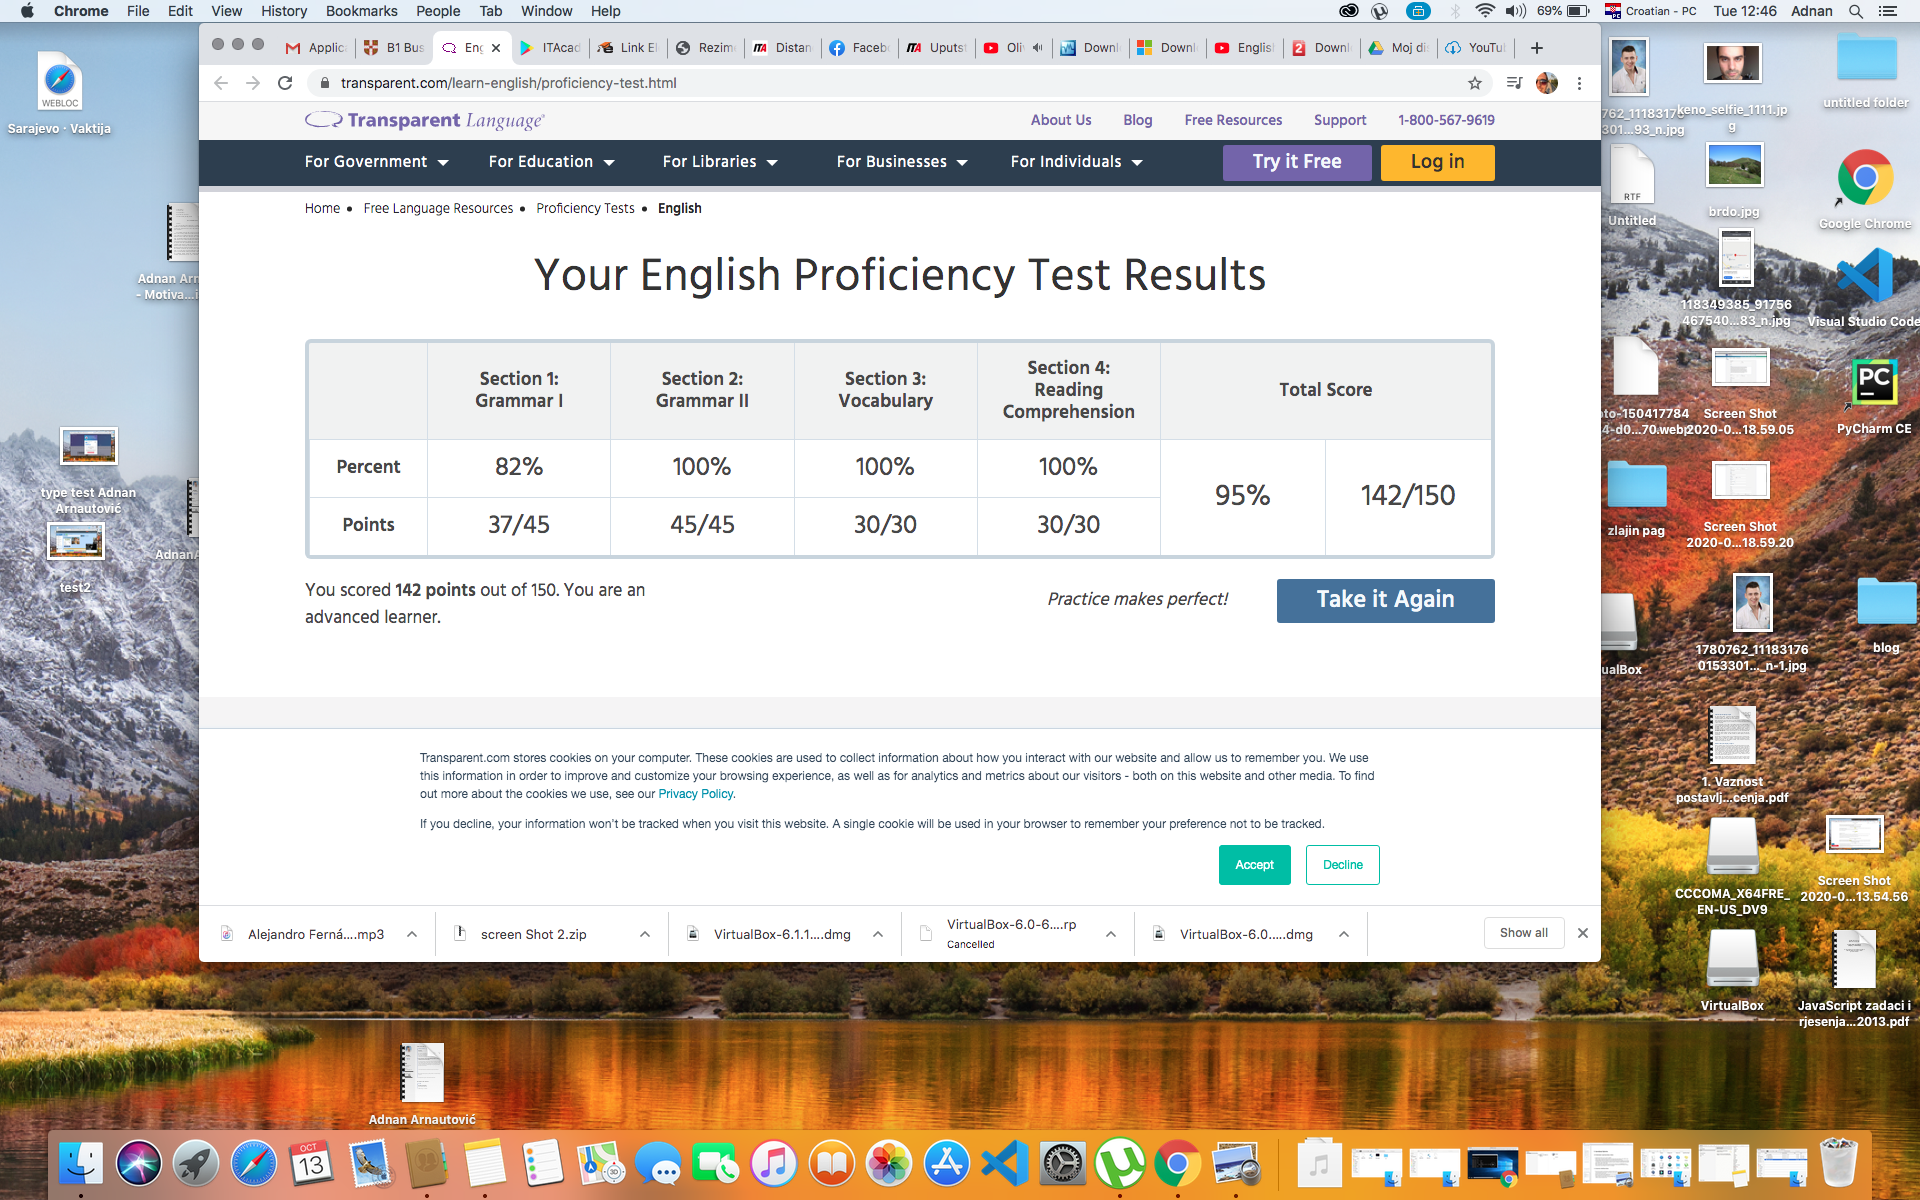 Chrome File Edit View History Bookmarks People Tab Window Help
69% Croatian - PC Tue 12:46 Adnan
Applica
B1 Bus
Eng
ITAcad
Link El
Rezime
Distan
Facebo
Uputst
Oli
Downl
Downl
English
Downl
Moj di
YouTu
transparent.com/learn-english/proficiency-test.html
Transparent Language
About Us Blog Free Resources Support 1-800-567-9619
For Government For Education For Libraries For Businesses For Individuals Try it Free Log in
Home • Free Language Resources • Proficiency Tests • English
Your English Proficiency Test Results
Section 1: Grammar I
Section 2: Grammar II
Section 3: Vocabulary
Section 4: Reading Comprehension
Total Score
Percent 82% 100% 100% 100%
95% 142/150
Points 37/45 45/45 30/30 30/30
You scored 142 points out of 150. You are an
advanced learner.
Practice makes perfect!
Take it Again
Transparent.com stores cookies on your computer. These cookies are used to collect information about how you interact with our website and allow us to remember you. We use
this information in order to improve and customize your browsing experience, as well as for analytics and metrics about our visitors - both on this website and other media. To find
out more about the cookies we use, see our Privacy Policy.
If you decline, your information won't be tracked when you visit this website. A single cookie will be used in your browser to remember your preference not to be tracked.
Accept Decline
Alejandro Ferná....mp3
screen Shot 2.zip
VirtualBox-6.1.1....dmg
VirtualBox-6.0-6....rp
Cancelled
VirtualBox-6.0.....dmg
Show all
WEBLOC
Sarajevo · Vaktija
Adnan Arn
- Motiva...i
type test Adnan
Arnautović
AdnanA
test2
Adnan Arnautović
762_1118317
301...93_n.jpg
keno_selfie_1111.jp
g
untitled folder
RTF
Untitled
brdo.jpg
Google Chrome
118349385_91756
467540...83_n.jpg
Visual Studio Code
oto-150417784
4-d0...70.webp
Screen Shot
2020-0...18.59.05
PC
PyCharm CE
zlajin pag
Screen Shot
2020-0...18.59.20
ualBox
1780762_11183176
0153301..._n-1.jpg
blog
1. Vaznost
postavlj...cenja.pdf
CCCOMA_X64FRE_
EN-US_DV9
Screen Shot
2020-0...13.54.56
VirtualBox
JavaScript zadaci i
rjesenja...2013.pdf
OCT
13